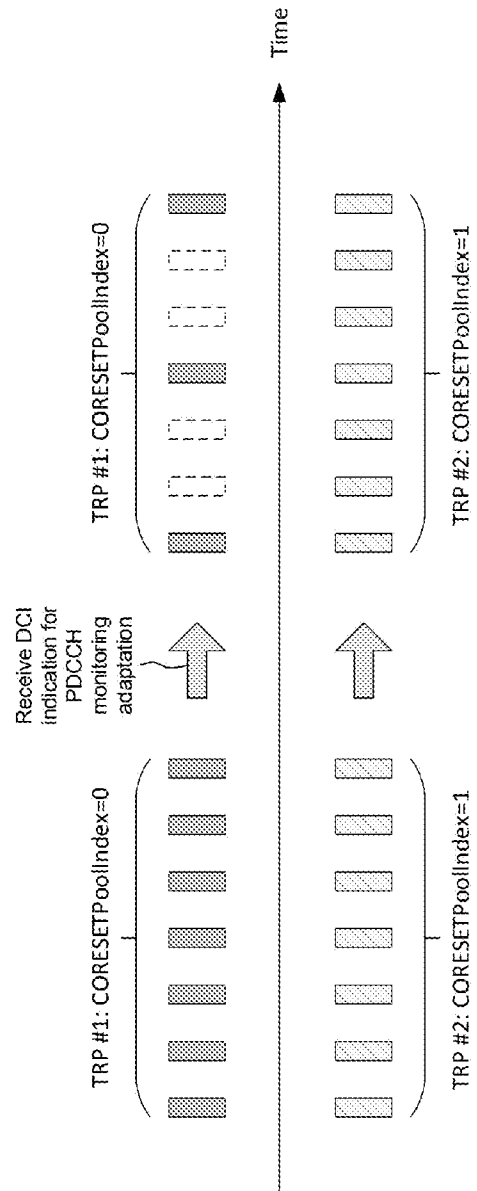 TRP #1: CORESETPoolIndex=0
Receive DCI
indication for
PDCCH
monitoring
adaptation
TRP #1: CORESETPoolIndex=0
Time
TRP #2: CORESETPoolIndex=1
TRP #2: CORESETPoolIndex=1